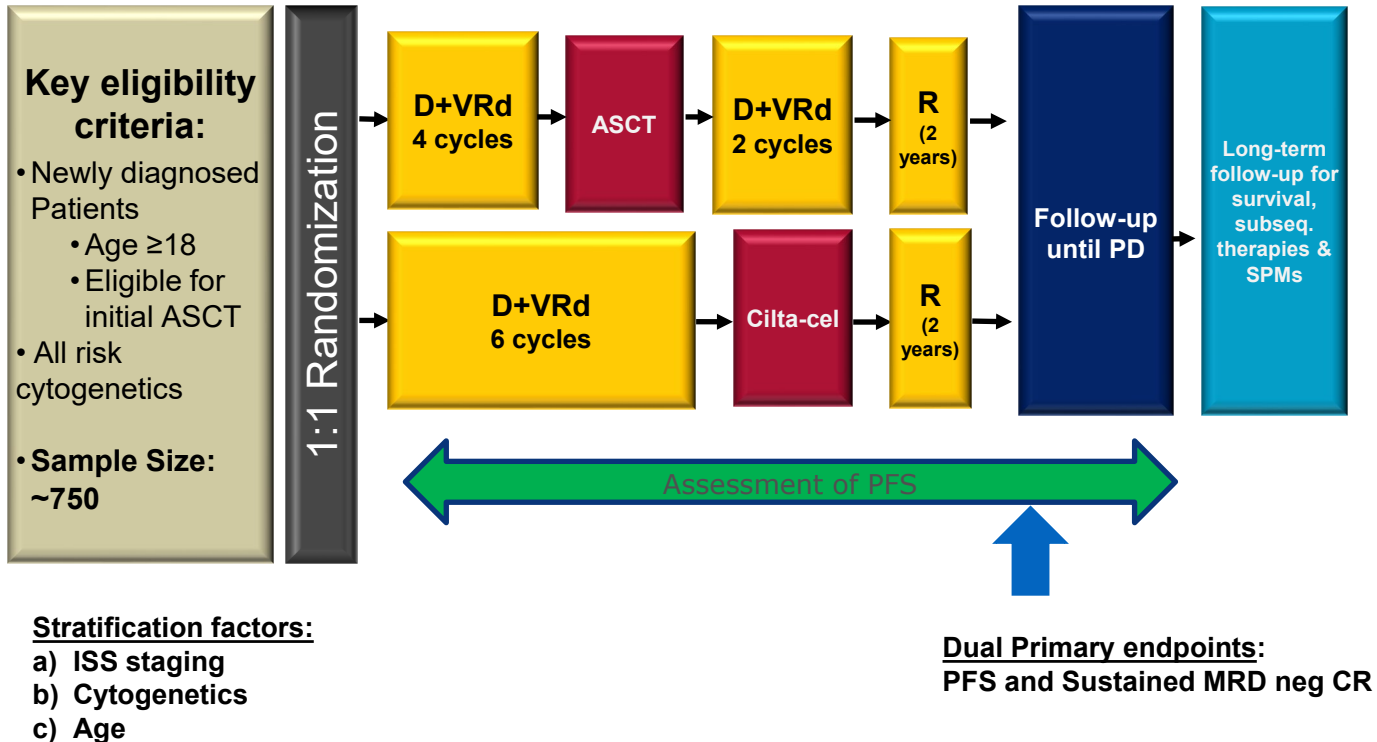 Key eligibility
criteria:
• Newly diagnosed
Patients
• Age ≥18
• Eligible for
initial ASCT
• All risk
cytogenetics
• Sample Size:
~750
1:1 Randomization
D+VRd
4 cycles
ASCT
D+VRd
2 cycles
R
(2
years)
D+VRd
6 cycles
Cilta-cel
R
(2
years)
Follow-up
until PD
Long-term
follow-up for
survival,
subseq.
therapies &
SPMs
Assessment of PFS
Stratification factors:
a) ISS staging
b) Cytogenetics
c) Age
Dual Primary endpoints:
PFS and Sustained MRD neg CR